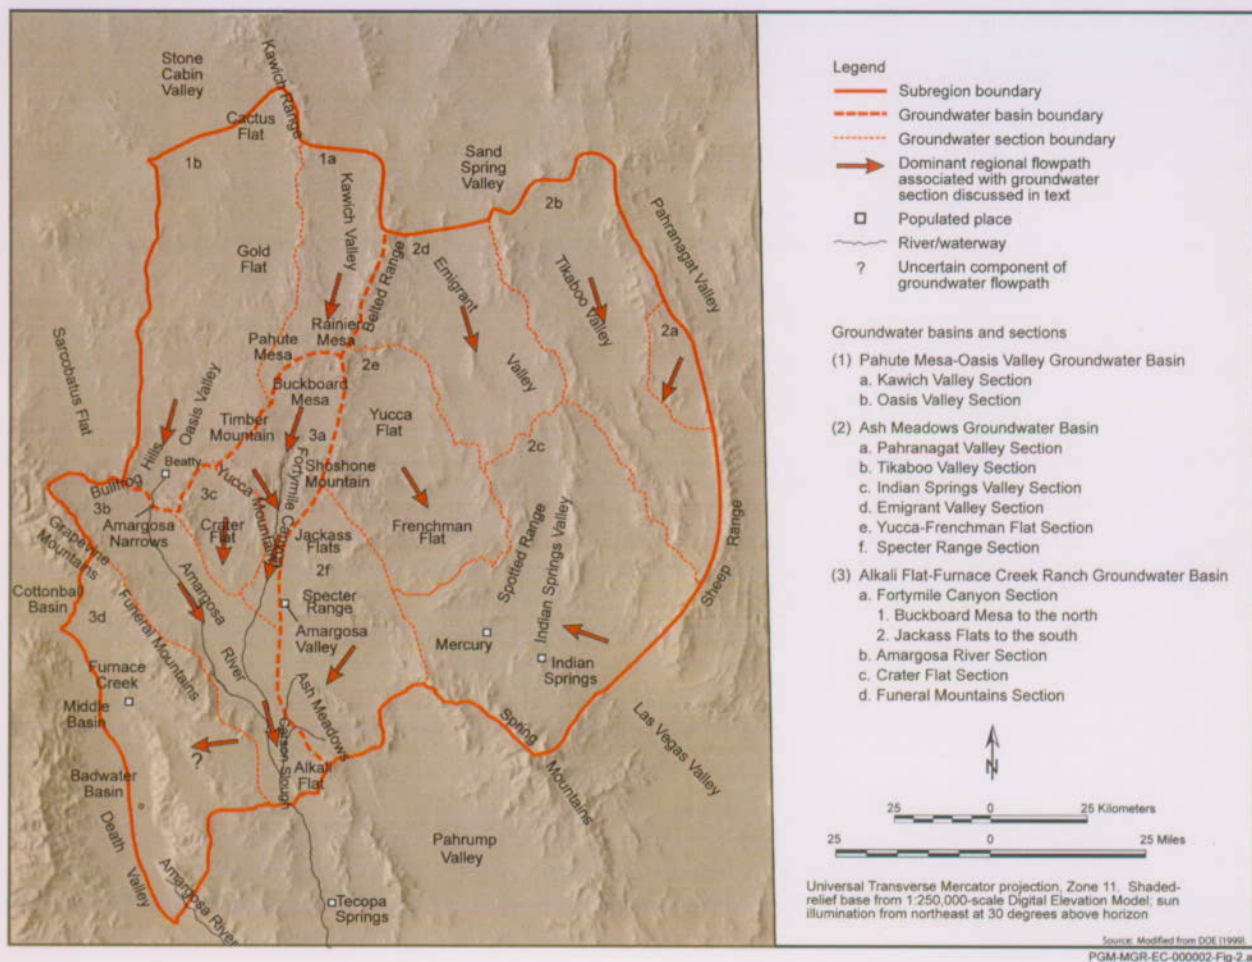 Stone
Cabin
Valley
Kawich Range
Cactus
Flat
1b
1a
Sand
Spring
Valley
2b
Kawich Valley
Pahranagat Valley
2d
Gold
Flat
Belted Range
Emigrant
Valley
Tikaboo Valley
Rainier
Mesa
2a
Pahute
Mesa
2e
Sarcobatus Flat
Oasis Valley
Buckboard
Mesa
Timber
Mountain
3a
Yucca
Flat
2c
Shoshone
Mountain
Bullfrog Hills
Beatty
Yucca Mountain
Fortymile Canyon
3b
3c
Amargosa
Narrows
Crater
Flat
Jackass
Flats
2f
Frenchman
Flat
Spotted Range
Indian Springs Valley
Sheep Range
Grapevine
Mountains
Cottonbal
Basin
3d
Funeral Mountains
Amargosa
River
Specter
Range
Amargosa
Valley
Mercury
Indian
Springs
Furnace
Creek
Middle
Basin
Ash Meadows
Carson Slough
Spring
Mountains
Las Vegas Valley
?
Alkali
Flat
Badwater
Basin
Death
Valley
Pahrump
Valley
Amargosa River
Tecopa
Springs
Legend
Subregion boundary
Groundwater basin boundary
Groundwater section boundary
Dominant regional flowpath
associated with groundwater
section discussed in text
Populated place
River/waterway
? Uncertain component of
groundwater flowpath
Groundwater basins and sections
(1) Pahute Mesa-Oasis Valley Groundwater Basin
a. Kawich Valley Section
b. Oasis Valley Section
(2) Ash Meadows Groundwater Basin
a. Pahranagat Valley Section
b. Tikaboo Valley Section
c. Indian Springs Valley Section
d. Emigrant Valley Section
e. Yucca-Frenchman Flat Section
f. Specter Range Section
(3) Alkali Flat-Furnace Creek Ranch Groundwater Basin
a. Fortymile Canyon Section
1. Buckboard Mesa to the north
2. Jackass Flats to the south
b. Amargosa River Section
c. Crater Flat Section
d. Funeral Mountains Section
N
25 0 25 Kilometers
25 0 25 Miles
Universal Transverse Mercator projection, Zone 11. Shaded-
relief base from 1:250,000-scale Digital Elevation Model; sun
illumination from northeast at 30 degrees above horizon
Source: Modified from DOE (1999).
PGM-MGR-EC-000002-Fig-2.a